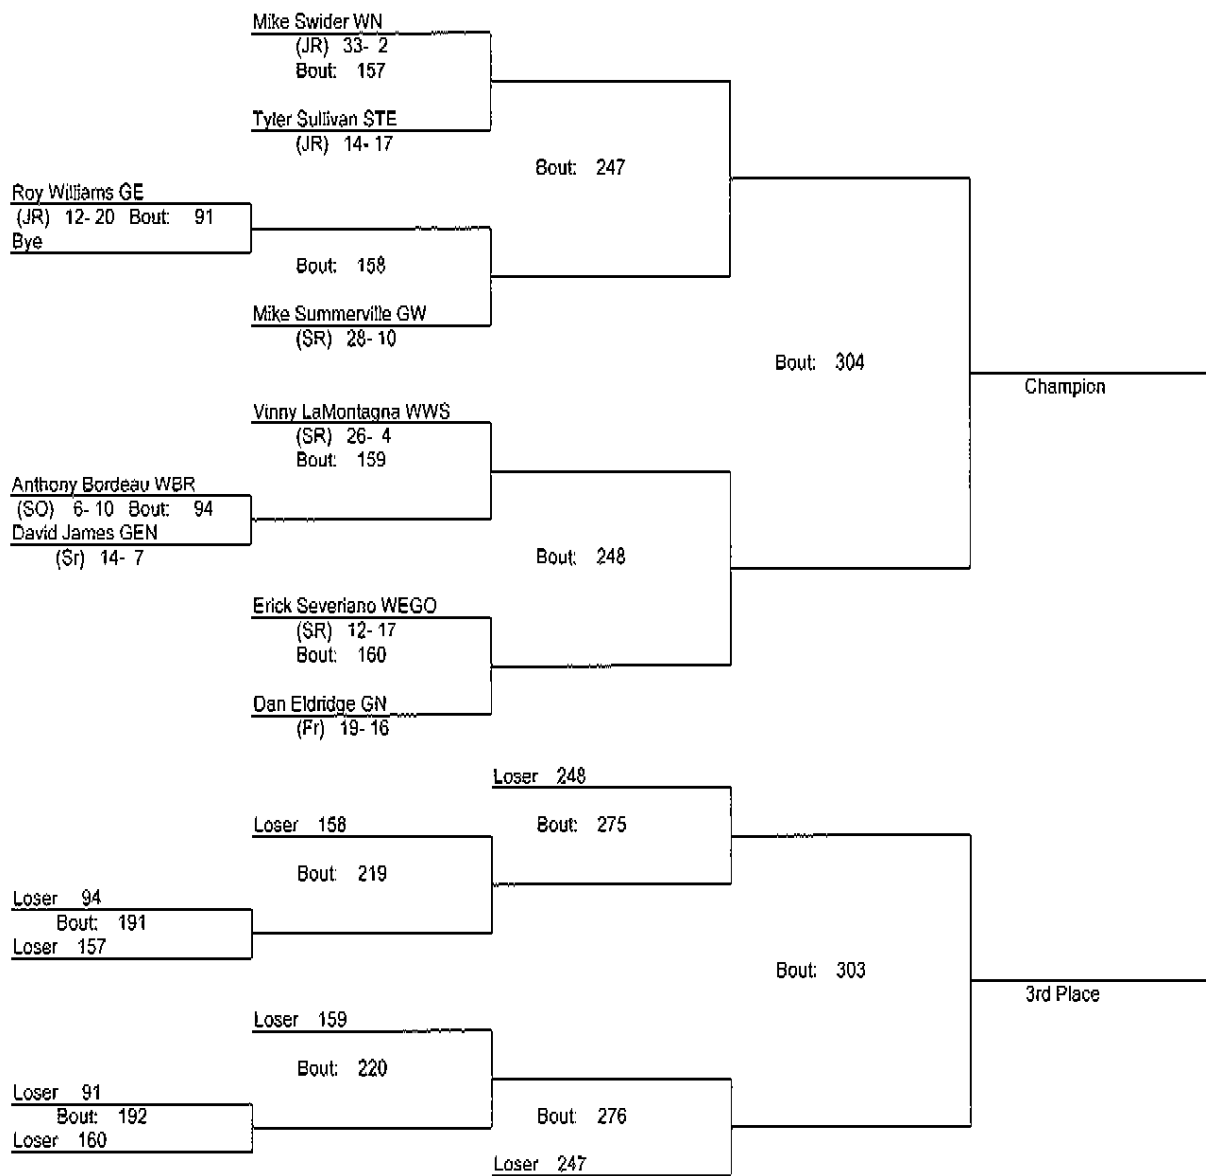 Mike Swider WN
(JR) 33- 2
Bout: 157
Tyler Sullivan STE
(JR) 14- 17
Bout: 247
Roy Williams GE
(JR) 12- 20 Bout: 91
Bye
Bout: 158
Mike Summerville GW
(SR) 28- 10
Bout: 304
Champion
Vinny LaMontagna WWS
(SR) 26- 4
Bout: 159
Anthony Bordeau WBR
(SO) 6- 10 Bout: 94
David James GEN
(Sr) 14- 7
Bout: 248
Erick Severiano WEGO
(SR) 12- 17
Bout: 160
Dan Eldridge GN
(Fr) 19- 16
Loser 248
Bout: 275
Loser 158
Bout: 219
Loser 94
Bout: 191
Loser 157
Bout: 303
3rd Place
Loser 159
Bout: 220
Loser 91
Bout: 192
Loser 160
Bout: 276
Loser 247